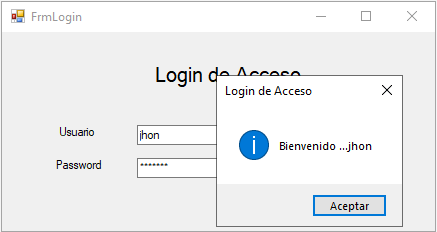 FrmLogin
Login de Acceso
Usuario
jhon
Password
*******
Login de Acceso
Bienvenido ...jhon
Aceptar